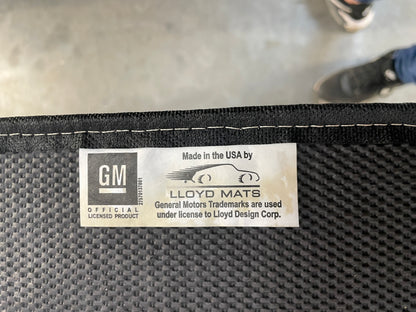 GM
OFFICIAL
LICENSED PRODUCT
Made in the USA by
LLOYD MATS
General Motors Trademarks are used
under license to Lloyd Design Corp.